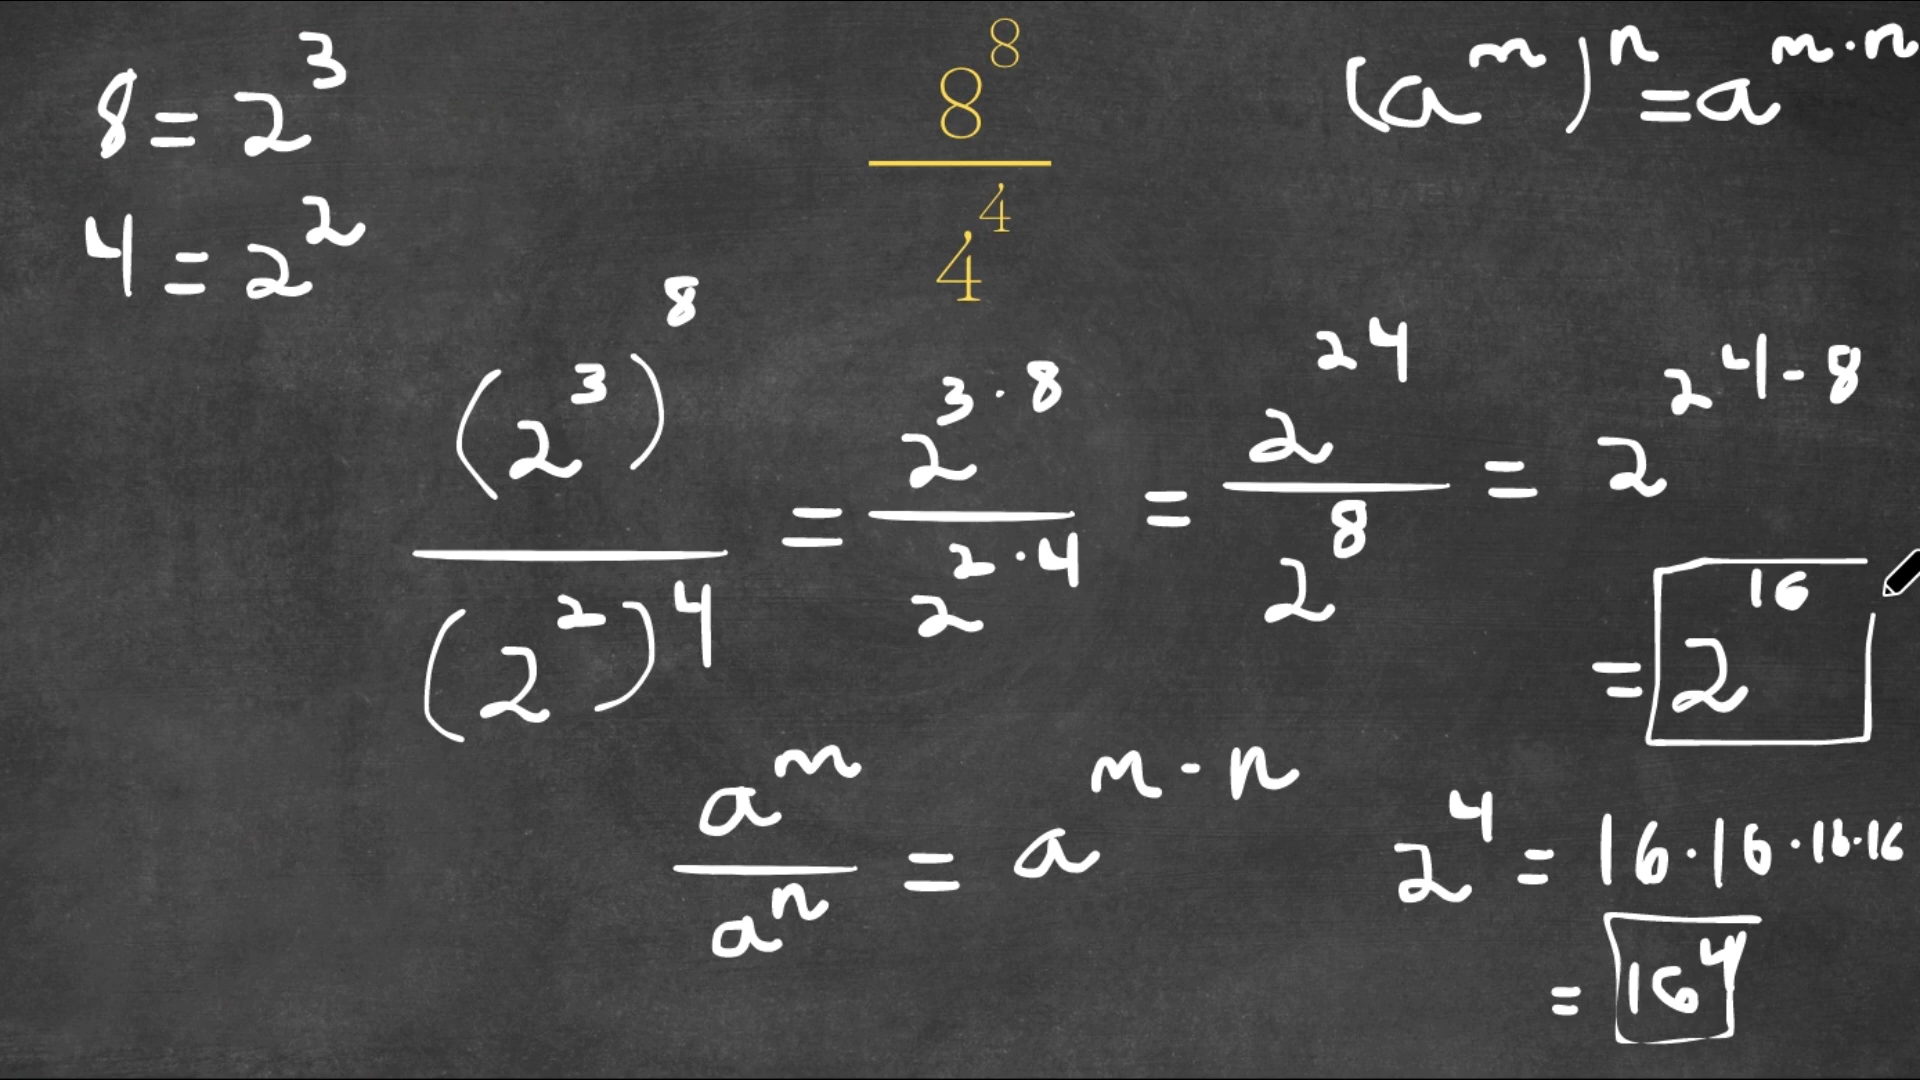 8 = 2^3
4 = 2^2
8^8 / 4^4
(a^m)^n = a^{m·n}
(2^3)^8 / (2^2)^4 = 2^{3·8} / 2^{2·4} = 2^{24} / 2^8 = 2^{24-8}
= 2^{16}
a^m / a^n = a^{m-n}
2^4 = 16·16·16·16
= 16^4